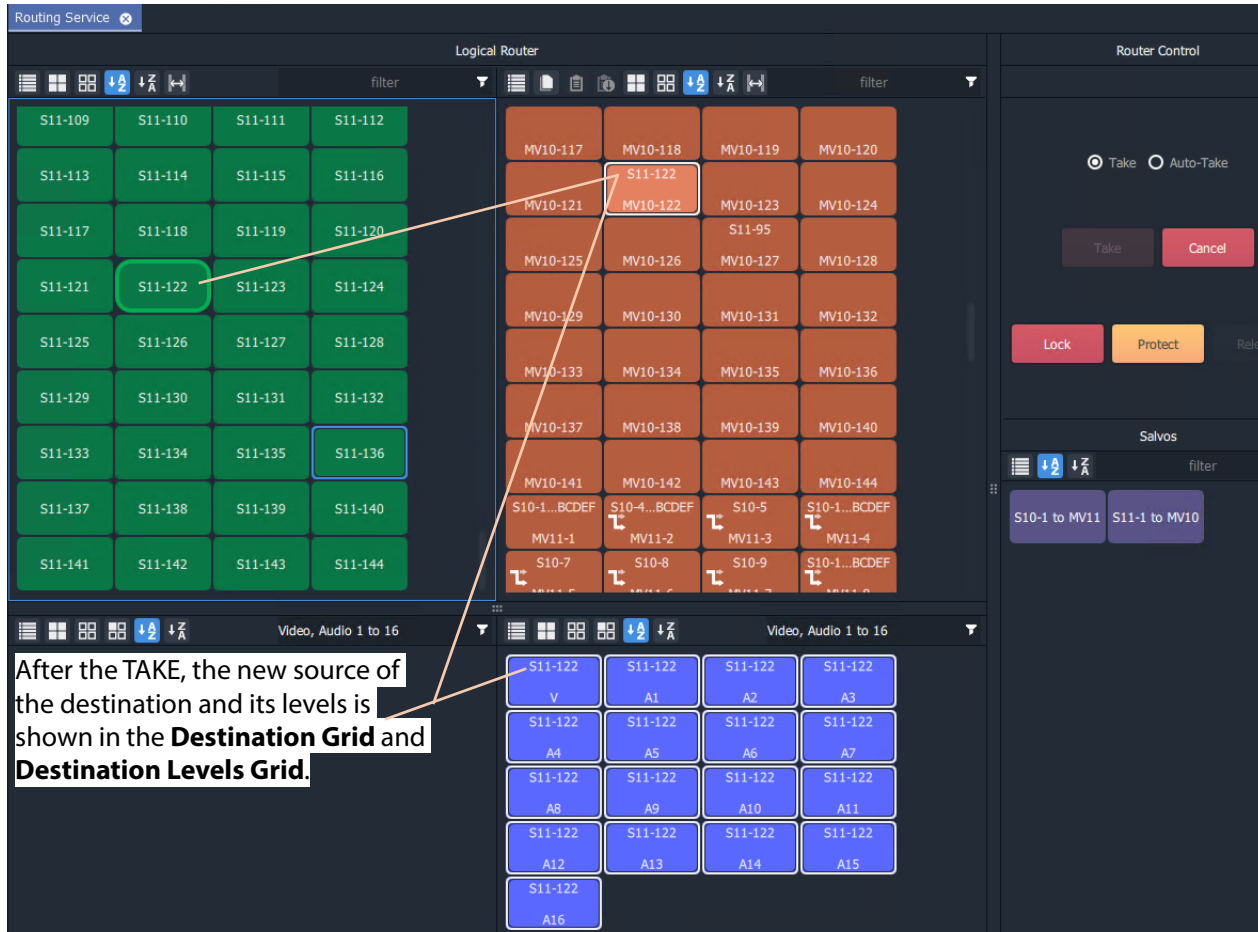 Routing Service
Logical Router
Router Control
filter
filter
S11-109 S11-110 S11-111 S11-112
S11-113 S11-114 S11-115 S11-116
S11-117 S11-118 S11-119 S11-120
S11-121 S11-122 S11-123 S11-124
S11-125 S11-126 S11-127 S11-128
S11-129 S11-130 S11-131 S11-132
S11-133 S11-134 S11-135 S11-136
S11-137 S11-138 S11-139 S11-140
S11-141 S11-142 S11-143 S11-144
MV10-117 MV10-118 MV10-119 MV10-120
S11-122
MV10-121 MV10-122 MV10-123 MV10-124
S11-95
MV10-125 MV10-126 MV10-127 MV10-128
MV10-129 MV10-130 MV10-131 MV10-132
MV10-133 MV10-134 MV10-135 MV10-136
MV10-137 MV10-138 MV10-139 MV10-140
MV10-141 MV10-142 MV10-143 MV10-144
S10-1...BCDEF S10-4...BCDEF S10-5 S10-1...BCDEF
MV11-1 MV11-2 MV11-3 MV11-4
S10-7 S10-8 S10-9 S10-1...BCDEF
Take Auto-Take
Take Cancel
Lock Protect
Salvos
filter
S10-1 to MV11 S11-1 to MV10
Video, Audio 1 to 16
Video, Audio 1 to 16
After the TAKE, the new source of
the destination and its levels is
shown in the Destination Grid and
Destination Levels Grid.
S11-122 S11-122 S11-122 S11-122
V A1 A2 A3
S11-122 S11-122 S11-122 S11-122
A4 A5 A6 A7
S11-122 S11-122 S11-122 S11-122
A8 A9 A10 A11
S11-122 S11-122 S11-122 S11-122
A12 A13 A14 A15
S11-122
A16